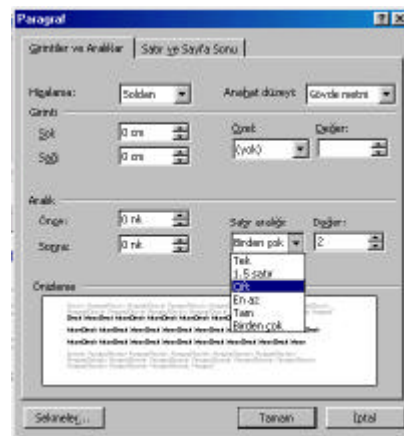 Paragraf
Girintiler ve Aralıklar Satır ve Sayfa Sonu
Hizalama: Soldan Anahat düzeyi: Gövde metni
Girinti
Sol: 0 cm Özel: Değer:
Sağ: 0 cm (yok)
Aralık
Önce: 0 nk Satır aralığı: Değer:
Sonra: 0 nk Birden çok 2
Tek
1,5 satır
Çift
En az
Tam
Birden çok
Önizleme
Sekmeler... Tamam İptal